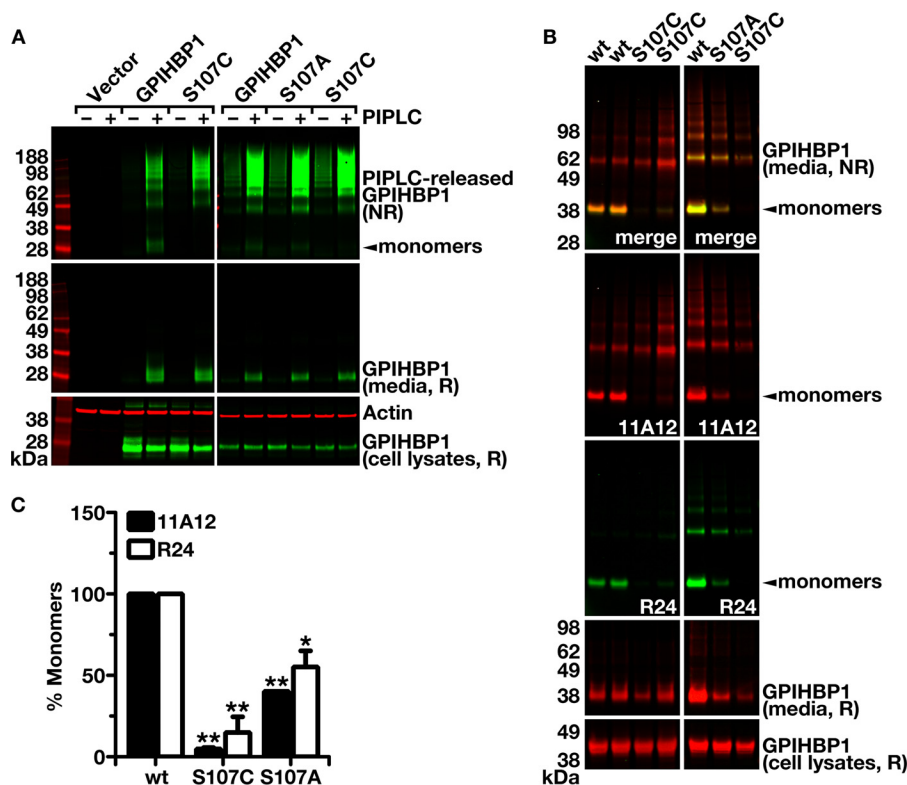 A
Vector
GPIHBP1
S107C
GPIHBP1
S107A
S107C
– + – + – + – + – + – + PIPLC
188
98
62
49
38
28
PIPLC-released
GPIHBP1
(NR)
monomers
188
98
62
49
38
28
GPIHBP1
(media, R)
38
28
kDa
Actin
GPIHBP1
(cell lysates, R)
B
wt
wt
S107C
S107C
wt
S107A
S107C
98
62
49
38
28
GPIHBP1
(media, NR)
monomers
merge
merge
monomers
11A12
11A12
monomers
R24
R24
98
62
49
38
GPIHBP1
(media, R)
49
38
kDa
GPIHBP1
(cell lysates, R)
C
% Monomers
150
100
50
0
11A12
R24
**
**
**
*
wt
S107C
S107A